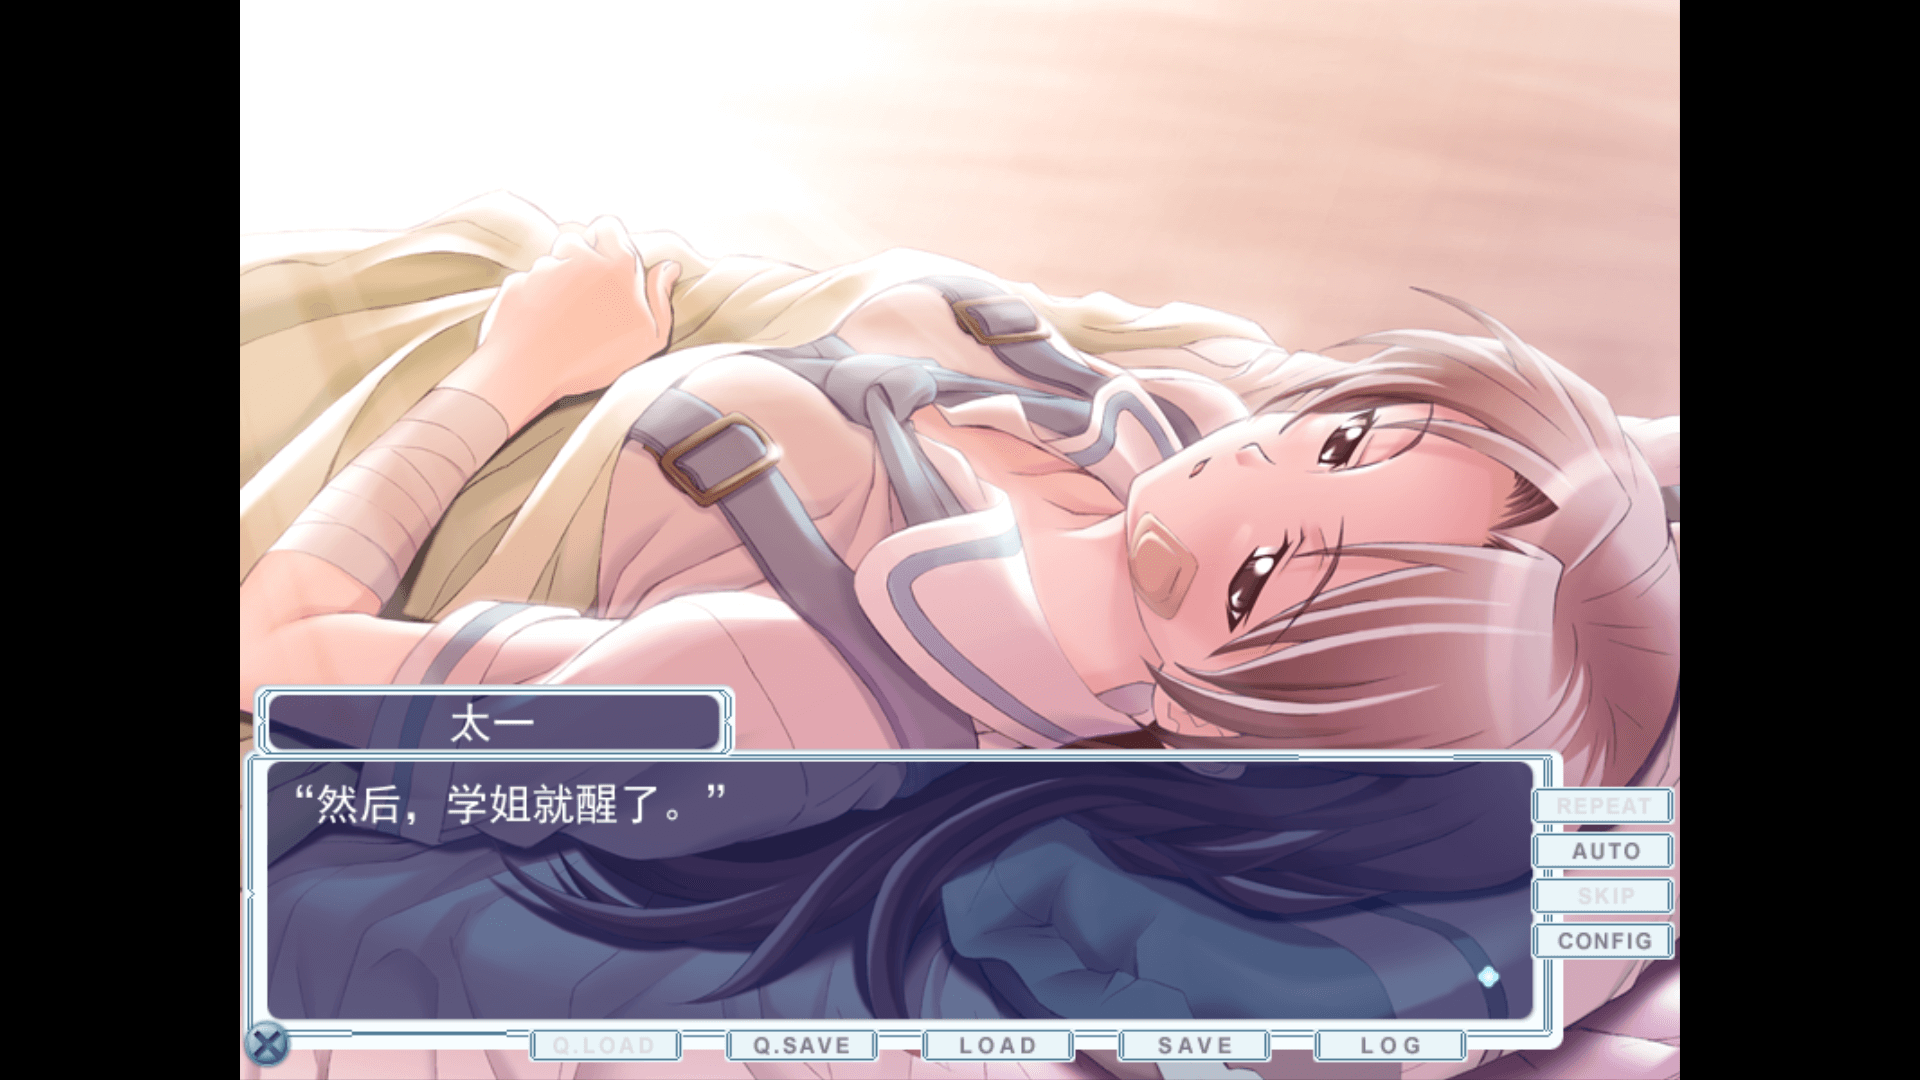 太一
“然后，学姐就醒了。”
REPEAT
AUTO
SKIP
CONFIG
Q.LOAD
Q.SAVE
LOAD
SAVE
LOG